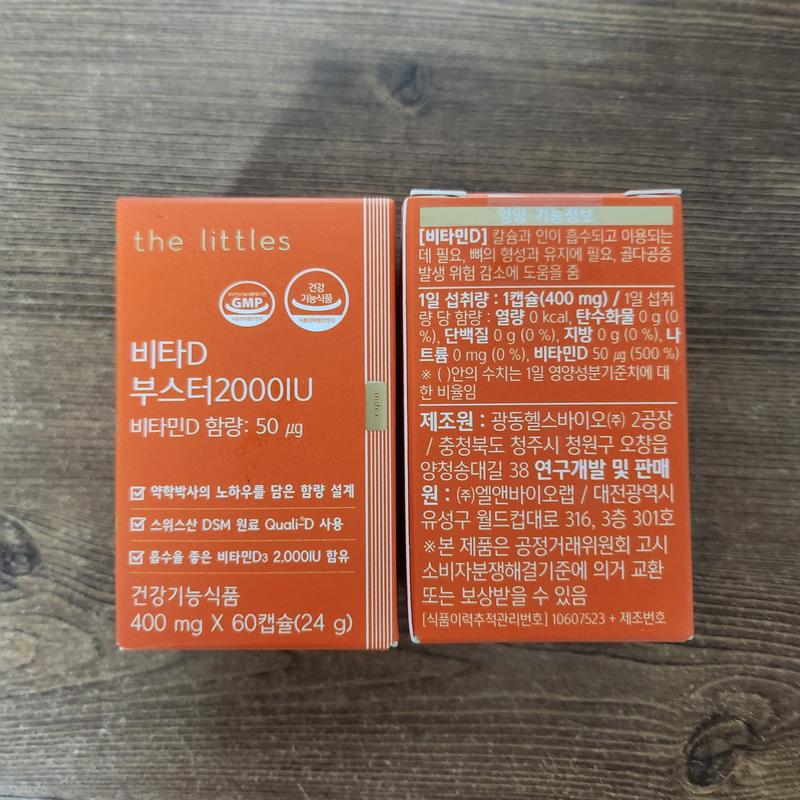 the littles
GMP
건강
기능식품
비타D
부스터2000IU
비타민D 함량: 50 ㎍
index
약학박사의 노하우를 담은 함량 설계
스위스산 DSM 원료 Quali-D 사용
흡수율 좋은 비타민D3 2,000IU 함유
건강기능식품
400 mg X 60캡슐(24 g)
영양·기능정보
[비타민D] 칼슘과 인이 흡수되고 이용되는
데 필요, 뼈의 형성과 유지에 필요, 골다공증
발생 위험 감소에 도움을 줌
1일 섭취량 : 1캡슐(400 mg) / 1일 섭취
량 당 함량 : 열량 0 kcal, 탄수화물 0 g (0
%), 단백질 0 g (0 %), 지방 0 g (0 %), 나
트륨 0 mg (0 %), 비타민D 50 ㎍ (500 %)
※ ( )안의 수치는 1일 영양성분기준치에 대
한 비율임
제조원 : 광동헬스바이오㈜ 2공장
/ 충청북도 청주시 청원구 오창읍
양청송대길 38 연구개발 및 판매
원 : ㈜엘앤바이오랩 / 대전광역시
유성구 월드컵대로 316, 3층 301호
※본 제품은 공정거래위원회 고시
소비자분쟁해결기준에 의거 교환
또는 보상받을 수 있음
[식품이력추적관리번호] 10607523 + 제조번호